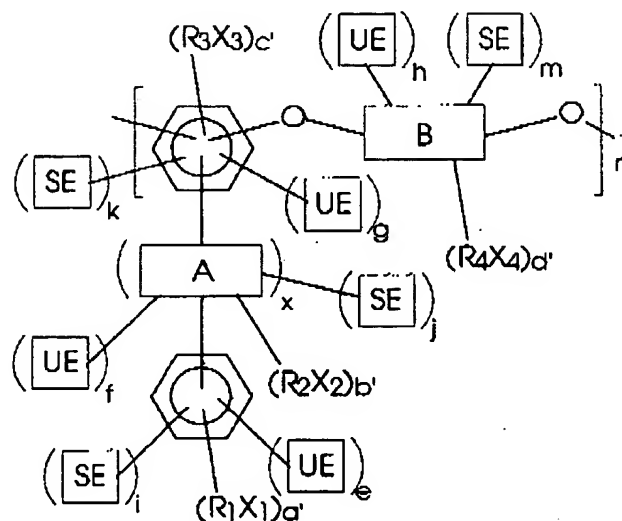 (R3X3)c' (UE)h (SE)m
[ O B O ]n
(SE)k (UE)g
(A)x (R4X4)d'
(SE)j
(UE)f (R2X2)b'
(SE)i (UE)e
(R1X1)a'